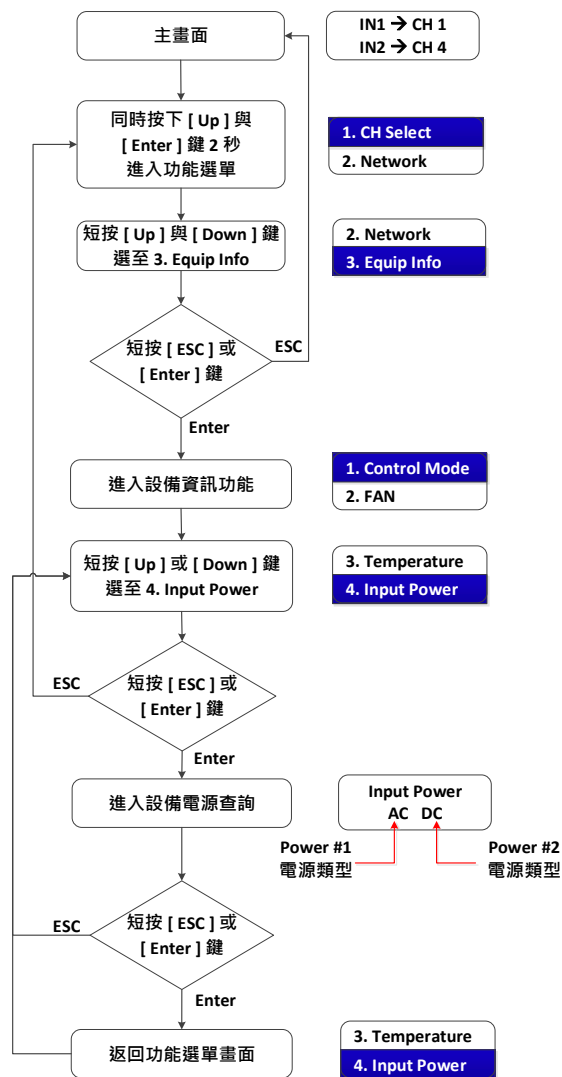 主畫面
IN1 → CH 1
IN2 → CH 4
同時按下 [ Up ] 與
[ Enter ] 鍵 2 秒
進入功能選單
1. CH Select
2. Network
短按 [ Up ] 與 [ Down ] 鍵
選至 3. Equip Info
2. Network
3. Equip Info
短按 [ ESC ] 或
[ Enter ] 鍵
ESC
Enter
進入設備資訊功能
1. Control Mode
2. FAN
短按 [ Up ] 或 [ Down ] 鍵
選至 4. Input Power
3. Temperature
4. Input Power
ESC
短按 [ ESC ] 或
[ Enter ] 鍵
Enter
進入設備電源查詢
Input Power
AC DC
Power #1
電源類型
Power #2
電源類型
ESC
短按 [ ESC ] 或
[ Enter ] 鍵
Enter
返回功能選單畫面
3. Temperature
4. Input Power